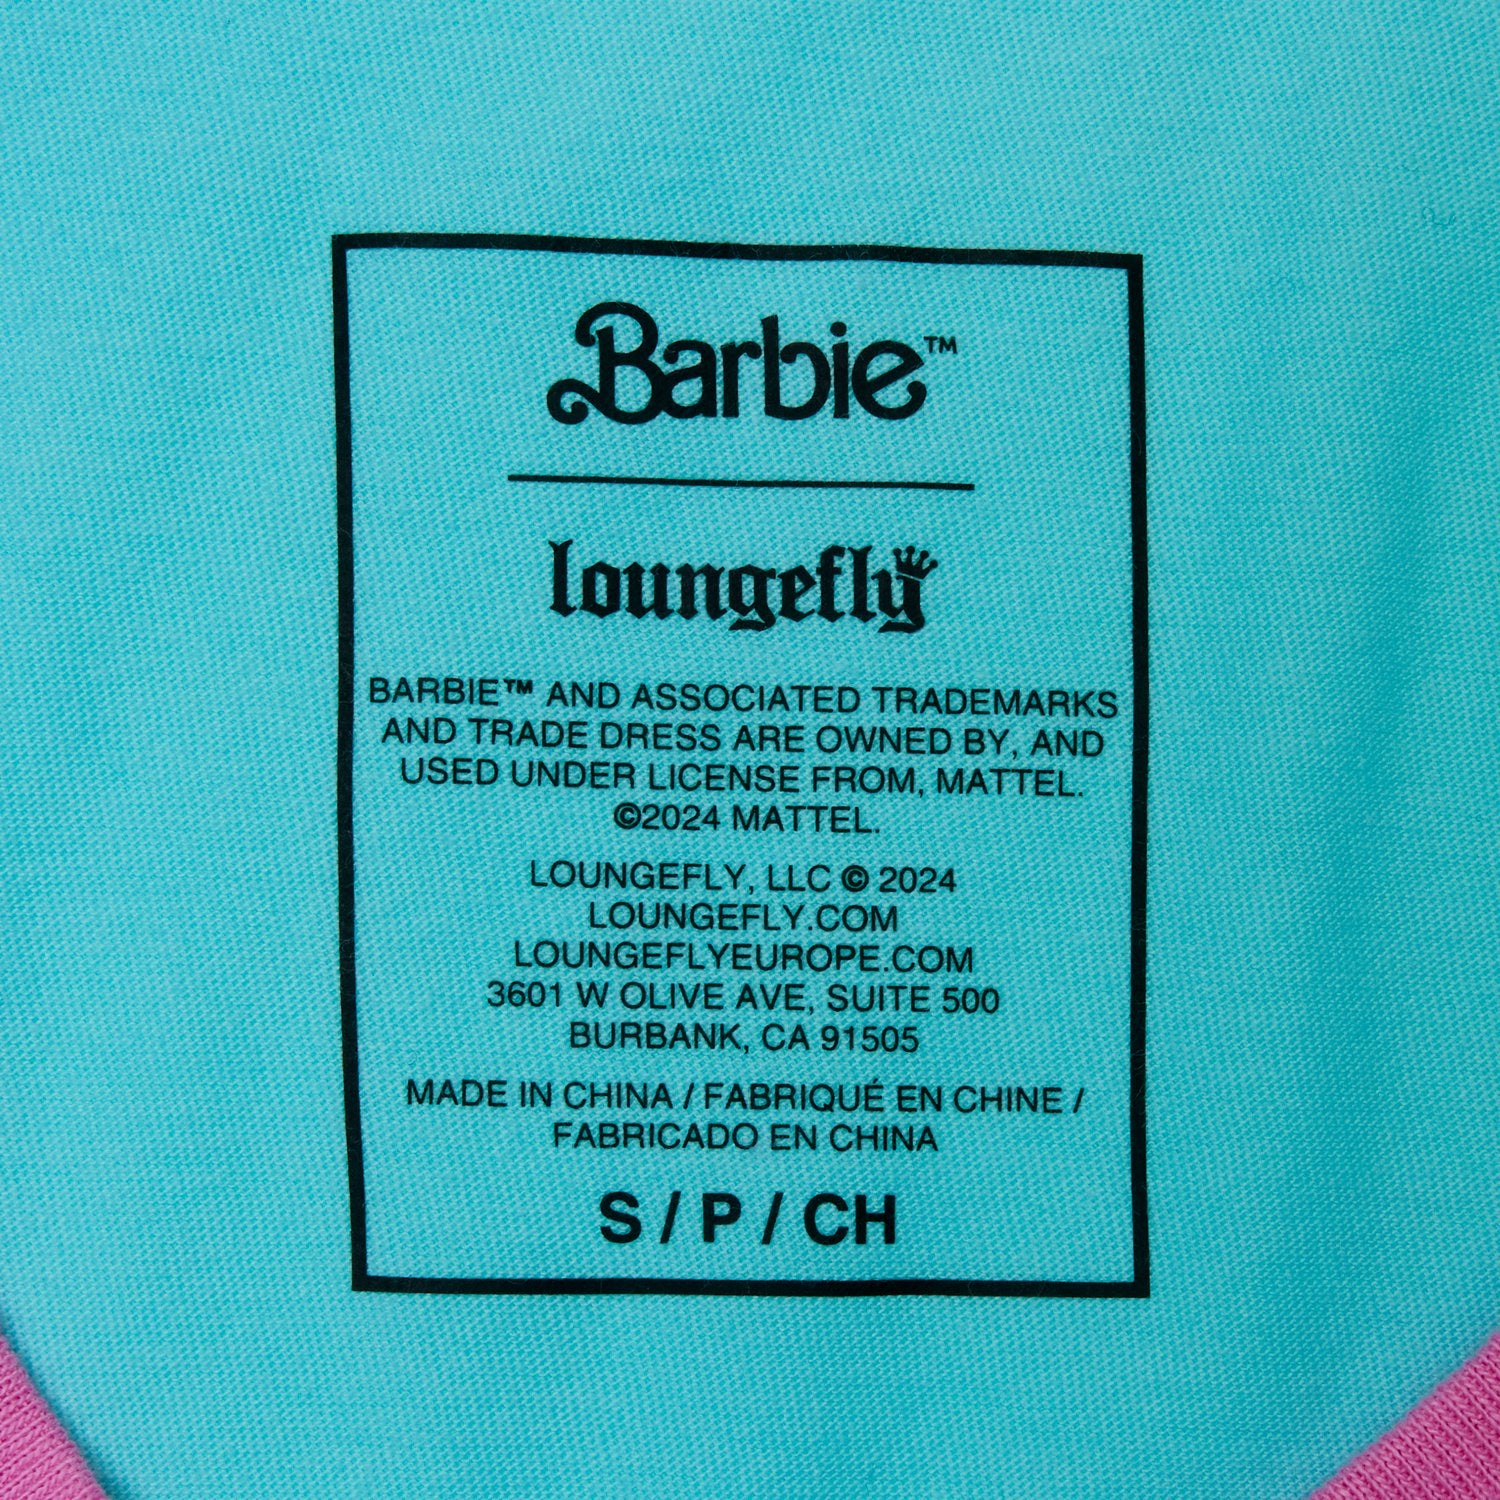 Barbie™
loungefly
BARBIE™ AND ASSOCIATED TRADEMARKS
AND TRADE DRESS ARE OWNED BY, AND
USED UNDER LICENSE FROM, MATTEL.
©2024 MATTEL.
LOUNGEFLY, LLC © 2024
LOUNGEFLY.COM
LOUNGEFLYEUROPE.COM
3601 W OLIVE AVE, SUITE 500
BURBANK, CA 91505
MADE IN CHINA / FABRIQUÉ EN CHINE /
FABRICADO EN CHINA
S / P / CH